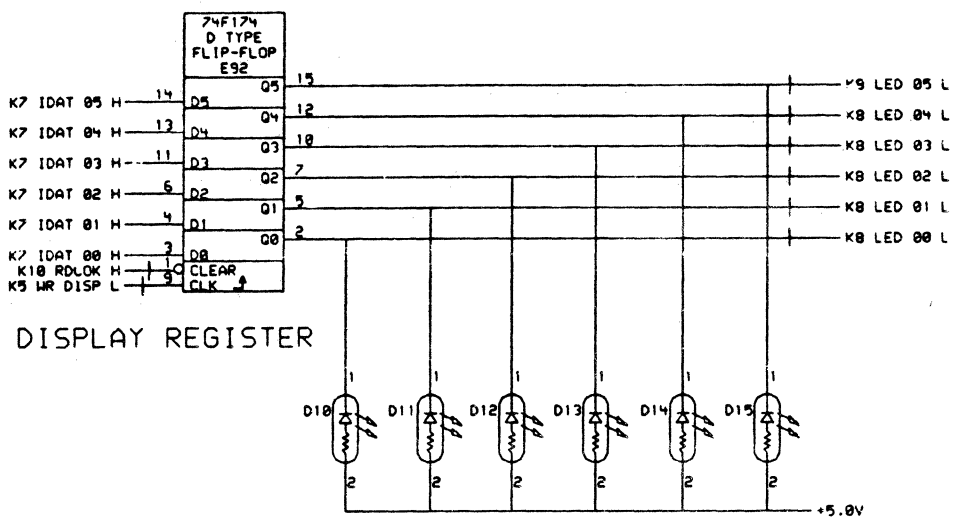 74F174
D TYPE
FLIP-FLOP
E92
Q5 15 K9 LED 05 L
K7 IDAT 05 H 14 D5
Q4 12 K8 LED 04 L
K7 IDAT 04 H 13 D4
Q3 10 K8 LED 03 L
K7 IDAT 03 H 11 D3
Q2 7 K8 LED 02 L
K7 IDAT 02 H 6 D2
Q1 5 K8 LED 01 L
K7 IDAT 01 H 4 D1
Q0 2 K8 LED 00 L
K7 IDAT 00 H 3 D0
K10 RDLOK H 1 CLEAR
K5 WR DISP L 9 CLK
DISPLAY REGISTER
1 1 1 1 1 1
D10 D11 D12 D13 D14 D15
2 2 2 2 2 2
+5.0V